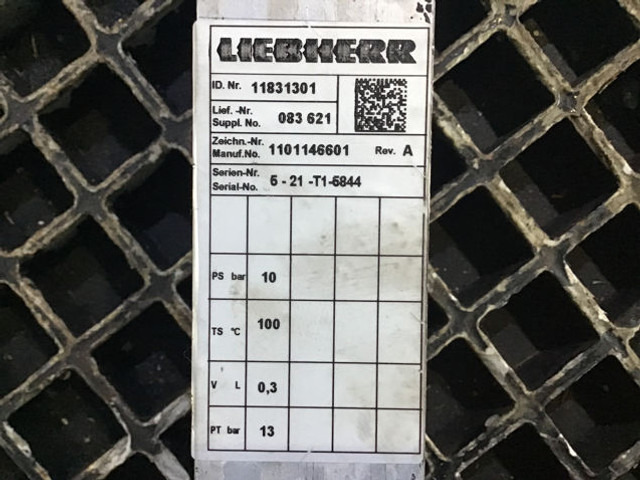 LIEBHERR
ID. Nr. 11831301
Lief. -Nr.
Suppl. No. 083 621
Zeichn.-Nr.
Manuf.No. 1101146601 Rev. A
Serien-Nr.
Serial-No. 5 - 21 -T1-5844
PS bar 10
TS °C 100
V L 0,3
PT bar 13